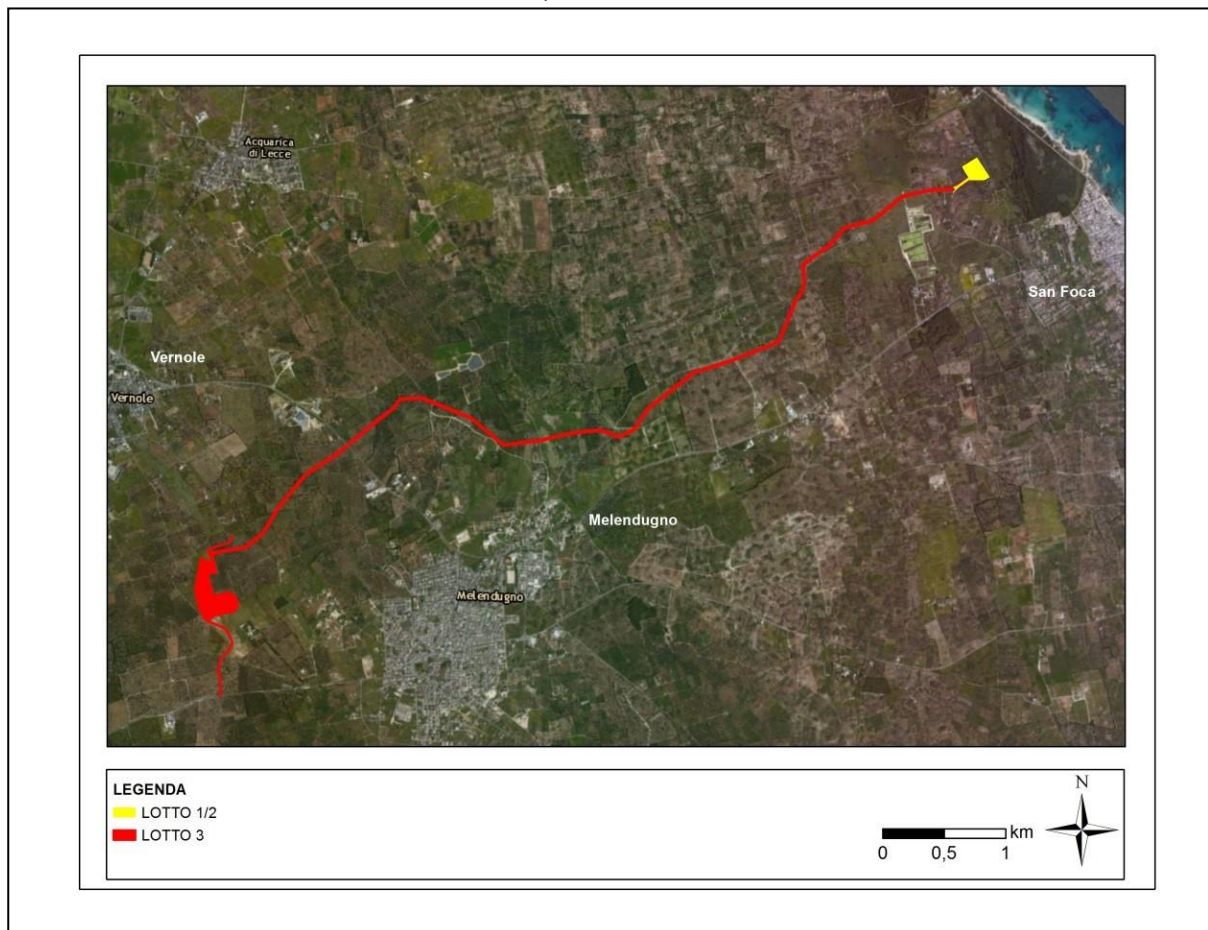 Acquarica
di Lecce
San Foca
Vernole
Vernole
Melendugno
Melendugno
LEGENDA
LOTTO 1/2
LOTTO 3
N
km
0 0,5 1